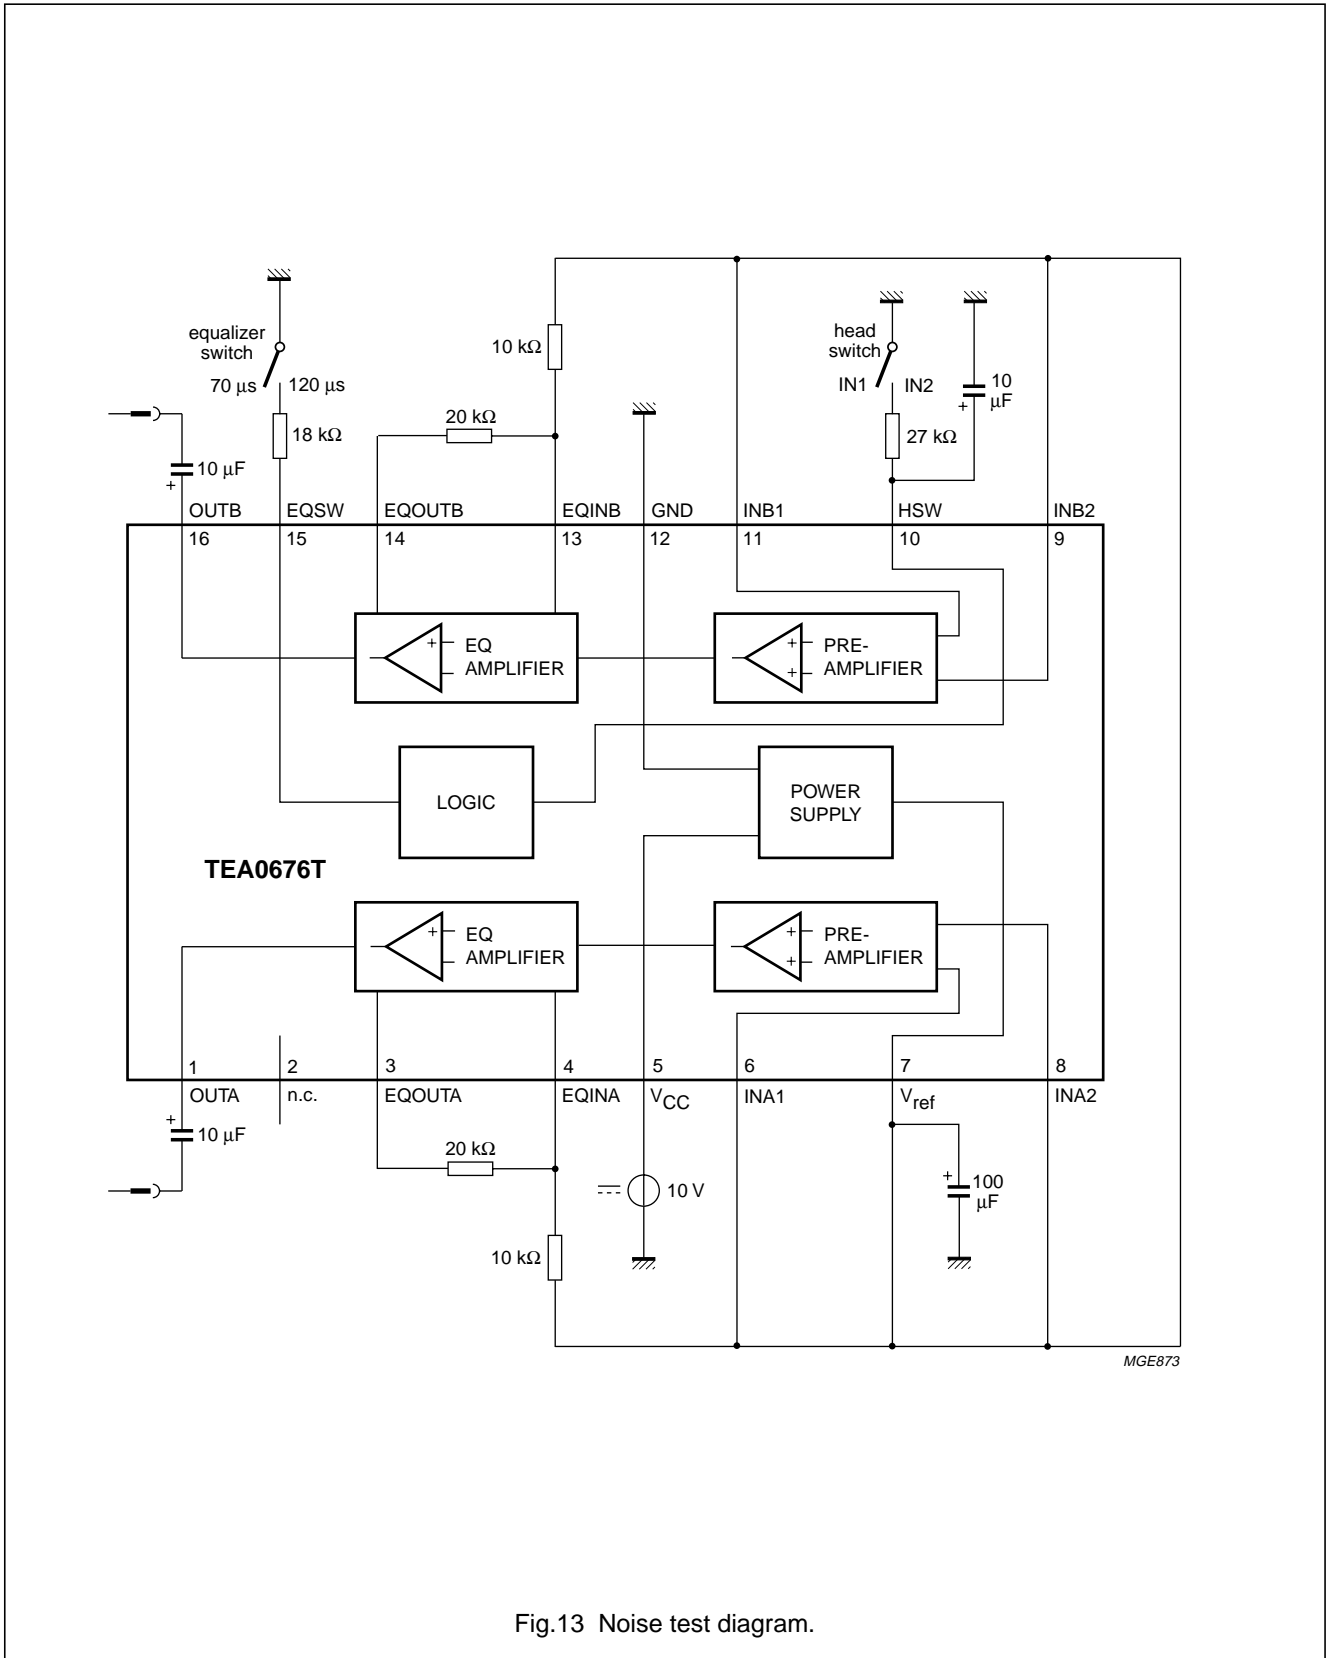 equalizer
switch
70 μs
120 μs
18 kΩ
10 μF
+
10 kΩ
20 kΩ
head
switch
IN1
IN2
27 kΩ
10
μF
+
OUTB
EQSW
EQOUTB
EQINB
GND
INB1
HSW
INB2
16
15
14
13
12
11
10
9
+
EQ
AMPLIFIER
+
+
PRE-
AMPLIFIER
LOGIC
POWER
SUPPLY
TEA0676T
+
EQ
AMPLIFIER
+
+
PRE-
AMPLIFIER
1
2
3
4
5
6
7
8
OUTA
n.c.
EQOUTA
EQINA
VCC
INA1
Vref
INA2
+
10 μF
20 kΩ
10 kΩ
10 V
+
100
μF
MGE873
Fig.13 Noise test diagram.